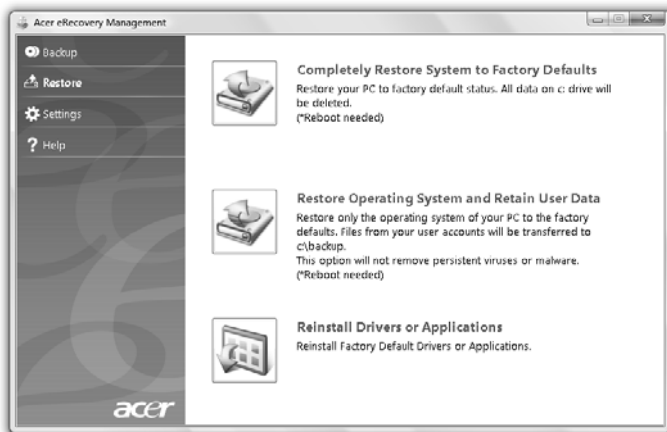 Acer eRecovery Management
Backup
Restore
Settings
? Help
Completely Restore System to Factory Defaults
Restore your PC to factory default status. All data on c: drive will
be deleted.
(*Reboot needed)
Restore Operating System and Retain User Data
Restore only the operating system of your PC to the factory
defaults. Files from your user accounts will be transferred to
c:\backup.
This option will not remove persistent viruses or malware.
(*Reboot needed)
Reinstall Drivers or Applications
Reinstall Factory Default Drivers or Applications.
acer